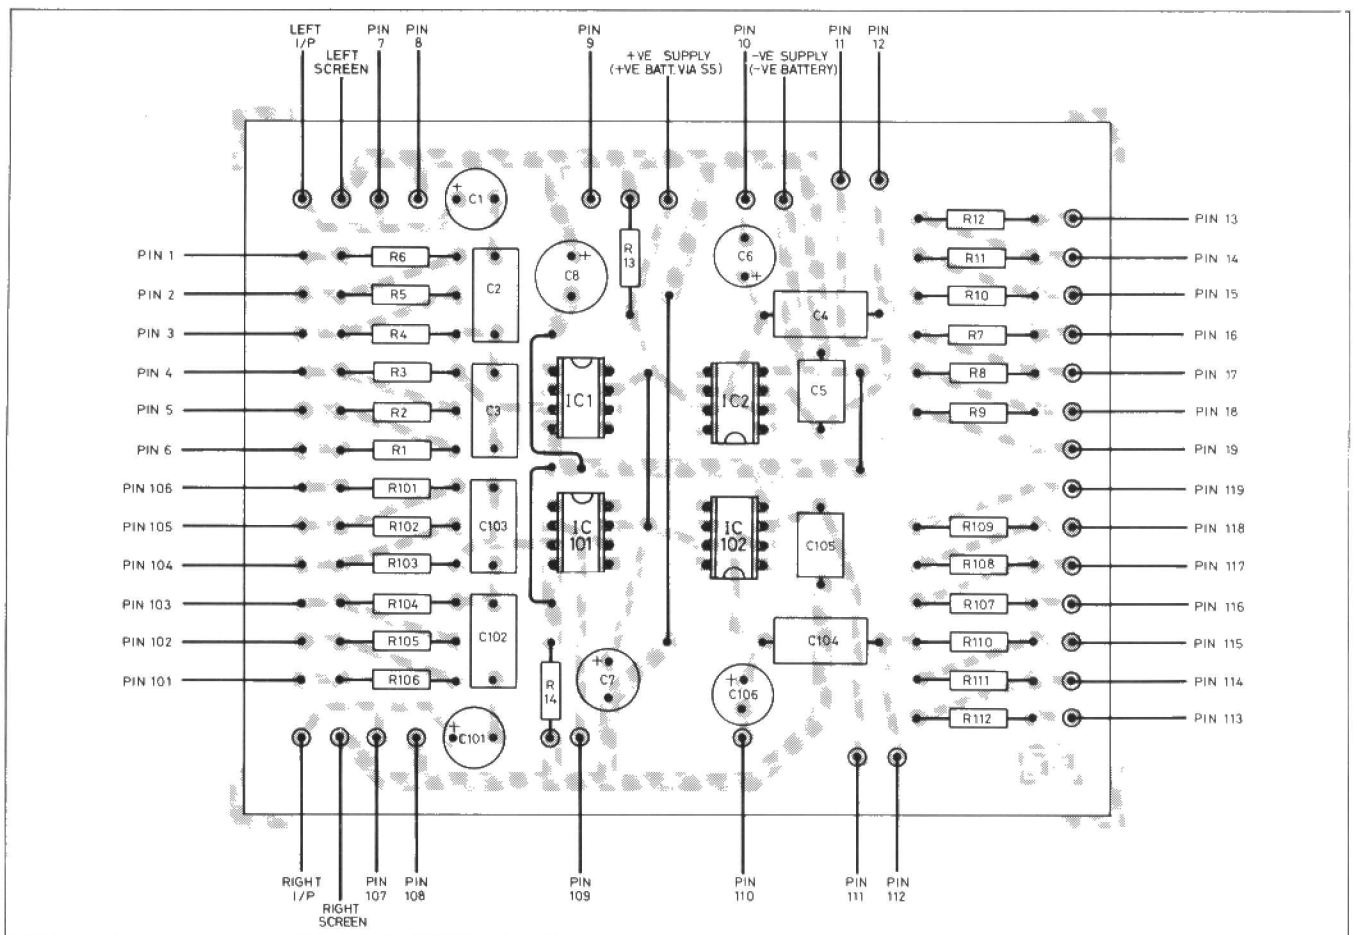 LEFT
I/P
LEFT
SCREEN
PIN
7
PIN
8
PIN
9
+VE SUPPLY
(+VE BATT. VIA S5)
PIN
10
-VE SUPPLY
(-VE BATTERY)
PIN
11
PIN
12
+
C1
R12
PIN 13
PIN 1
R6
C2
+
C8
R
13
C6
+
R11
PIN 14
PIN 2
R5
R10
PIN 15
PIN 3
R4
C4
R7
PIN 16
PIN 4
R3
R8
PIN 17
PIN 5
R2
C3
IC1
IC2
C5
R9
PIN 18
PIN 6
R1
PIN 19
PIN 106
R101
PIN 119
PIN 105
R102
C103
IC
101
IC
102
C105
R109
PIN 118
PIN 104
R103
R108
PIN 117
PIN 103
R104
R107
PIN 116
PIN 102
R105
C102
C104
R110
PIN 115
PIN 101
R106
R
14
+
C7
+
C106
R111
PIN 114
R112
PIN 113
+
C101
RIGHT
I/P
RIGHT
SCREEN
PIN
107
PIN
108
PIN
109
PIN
110
PIN
111
PIN
112